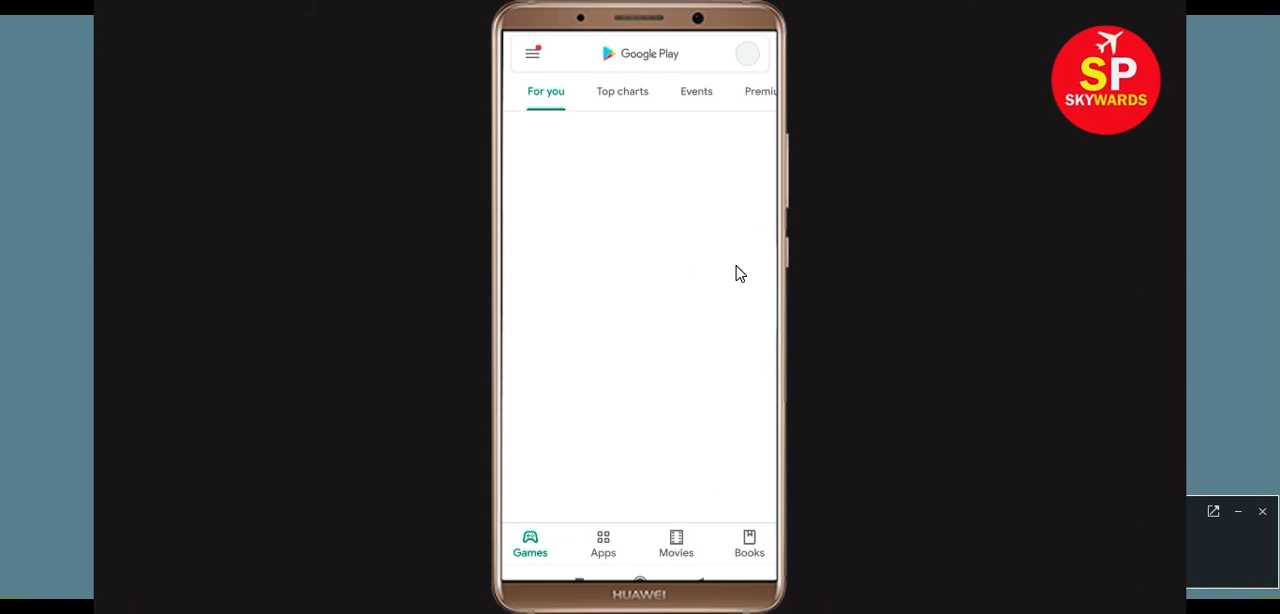 Google Play
For you
Top charts
Events
Premiu
Games
Apps
Movies
Books
HUAWEI
SP
SKYWARDS